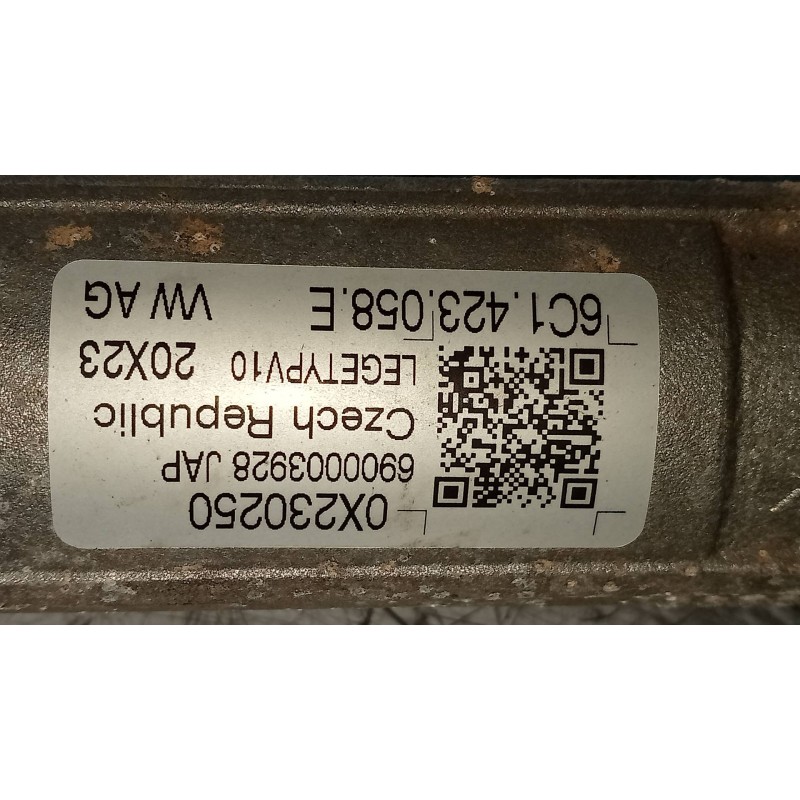 6C1.423.058.E VW AG
LEGETYPV10 20X23
Czech Republic
6900003928 JAP
0X230250